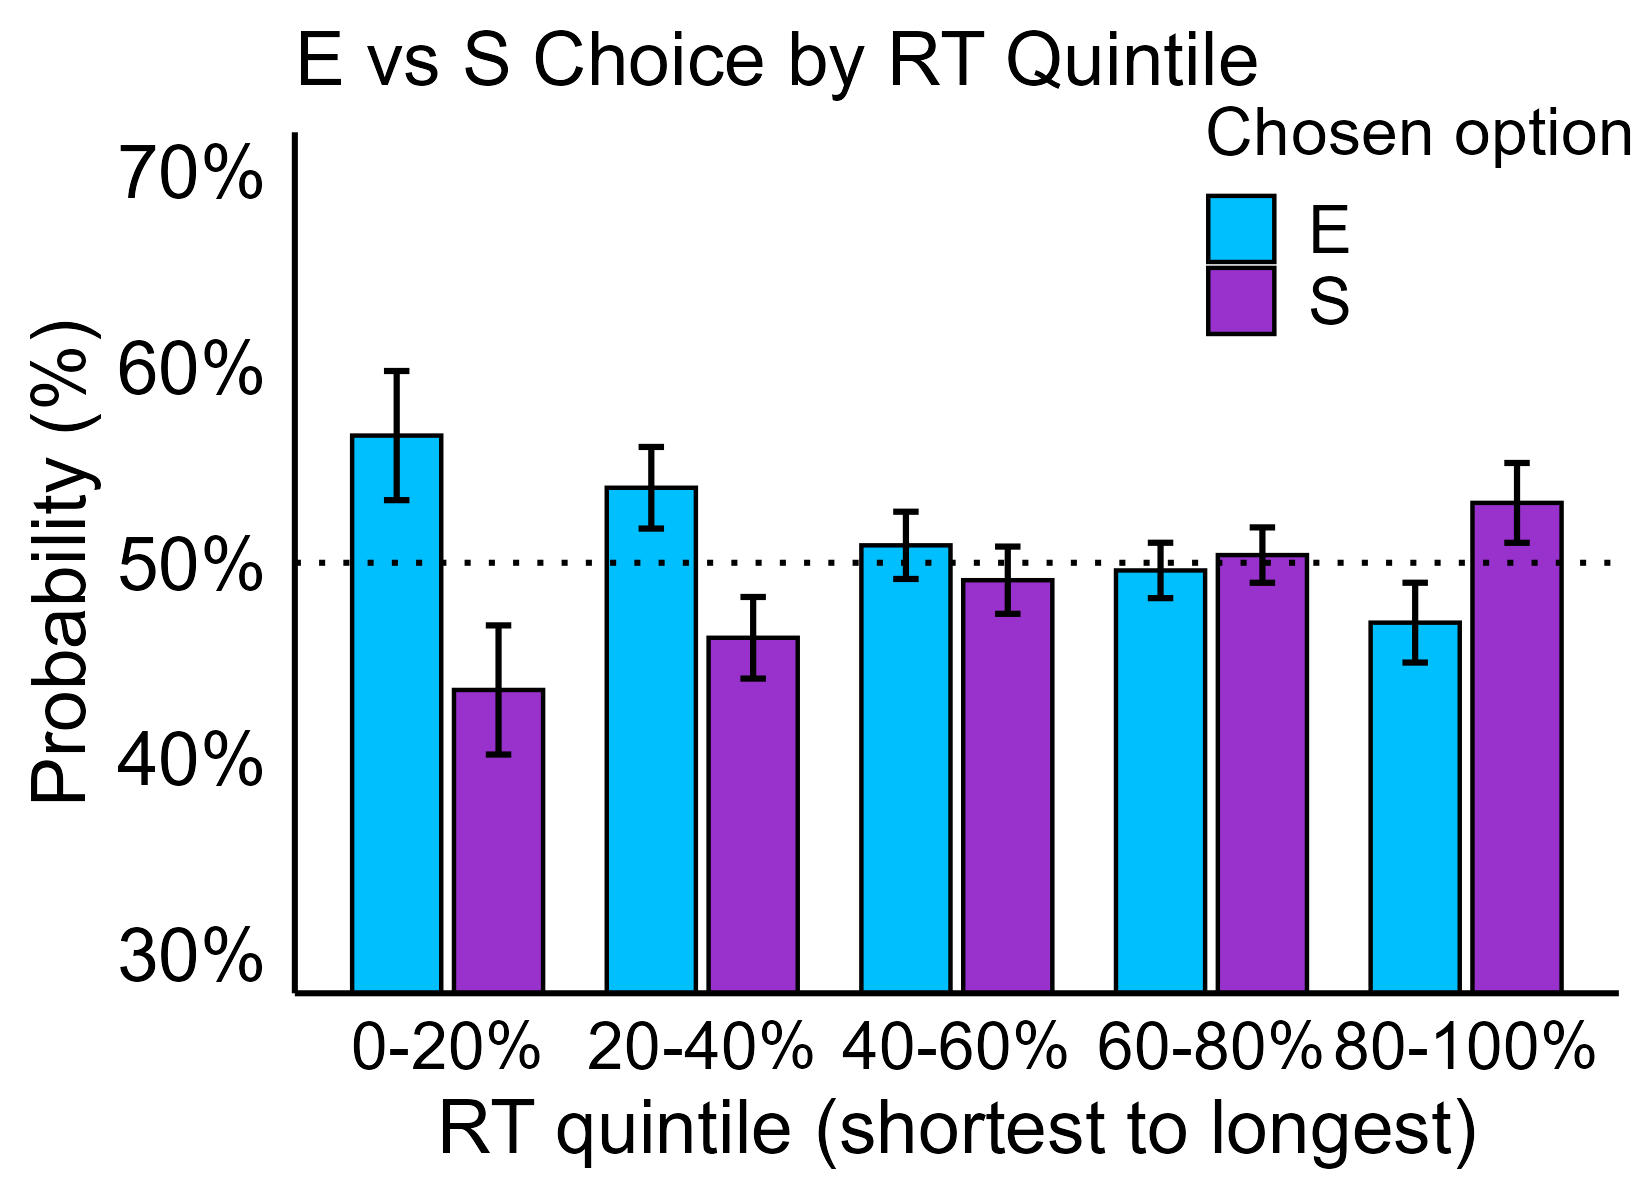 E vs S Choice by RT Quintile
Chosen option
E
S
70%
60%
50%
40%
30%
Probability (%)
0-20% 20-40% 40-60% 60-80% 80-100%
RT quintile (shortest to longest)